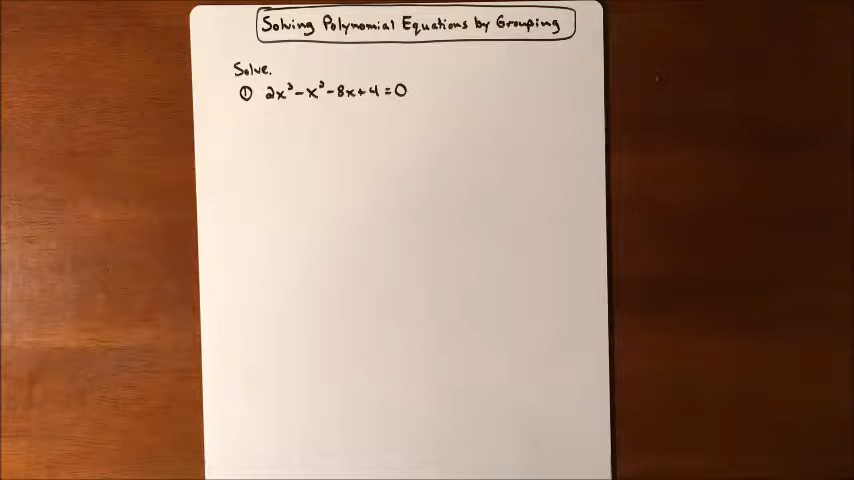 Solving Polynomial Equations by Grouping
Solve.
① 2x³ - x² - 8x + 4 = 0